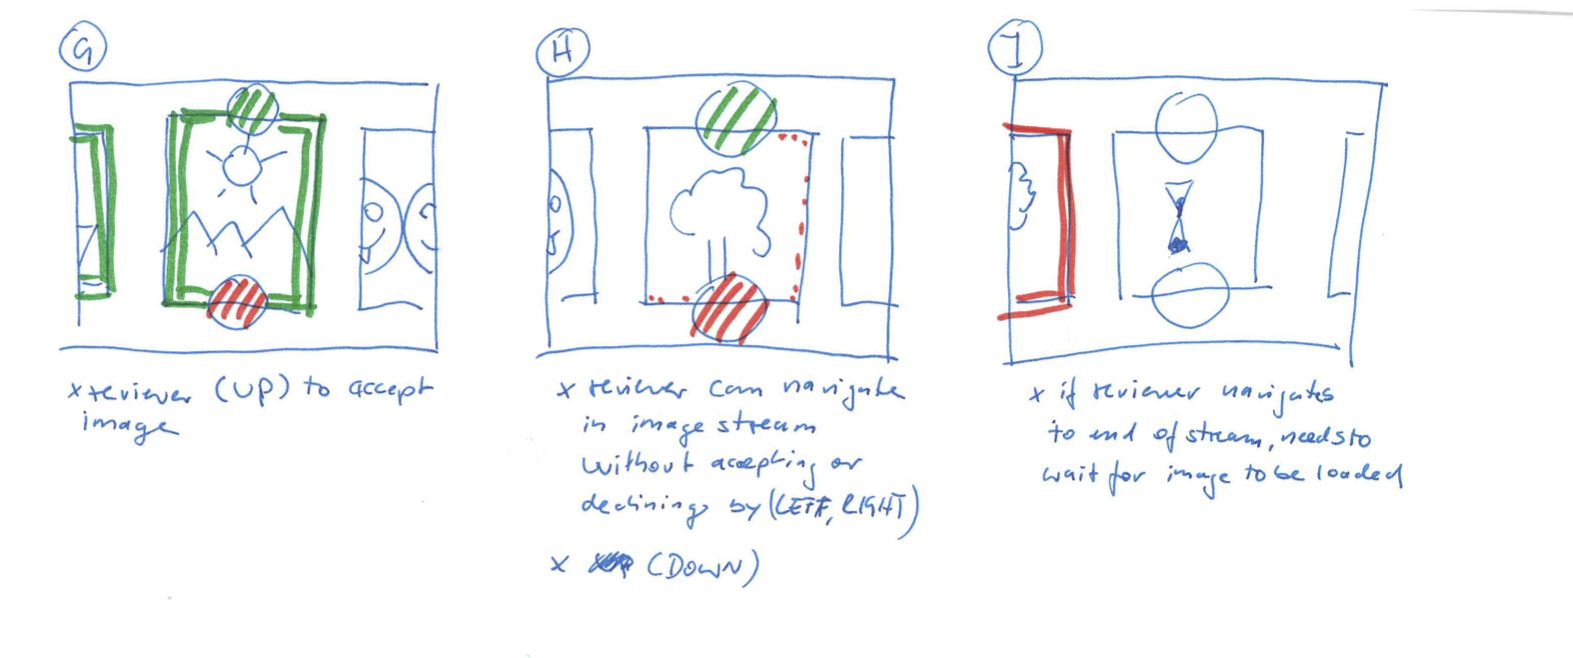 G
H
I
x reviewer (UP) to accept
image
x reviewer can navigate
in image stream
without accepting or
declining by (LEFT, RIGHT)
x (DOWN)
x if reviewer navigates
to end of stream, needs to
wait for image to be loaded